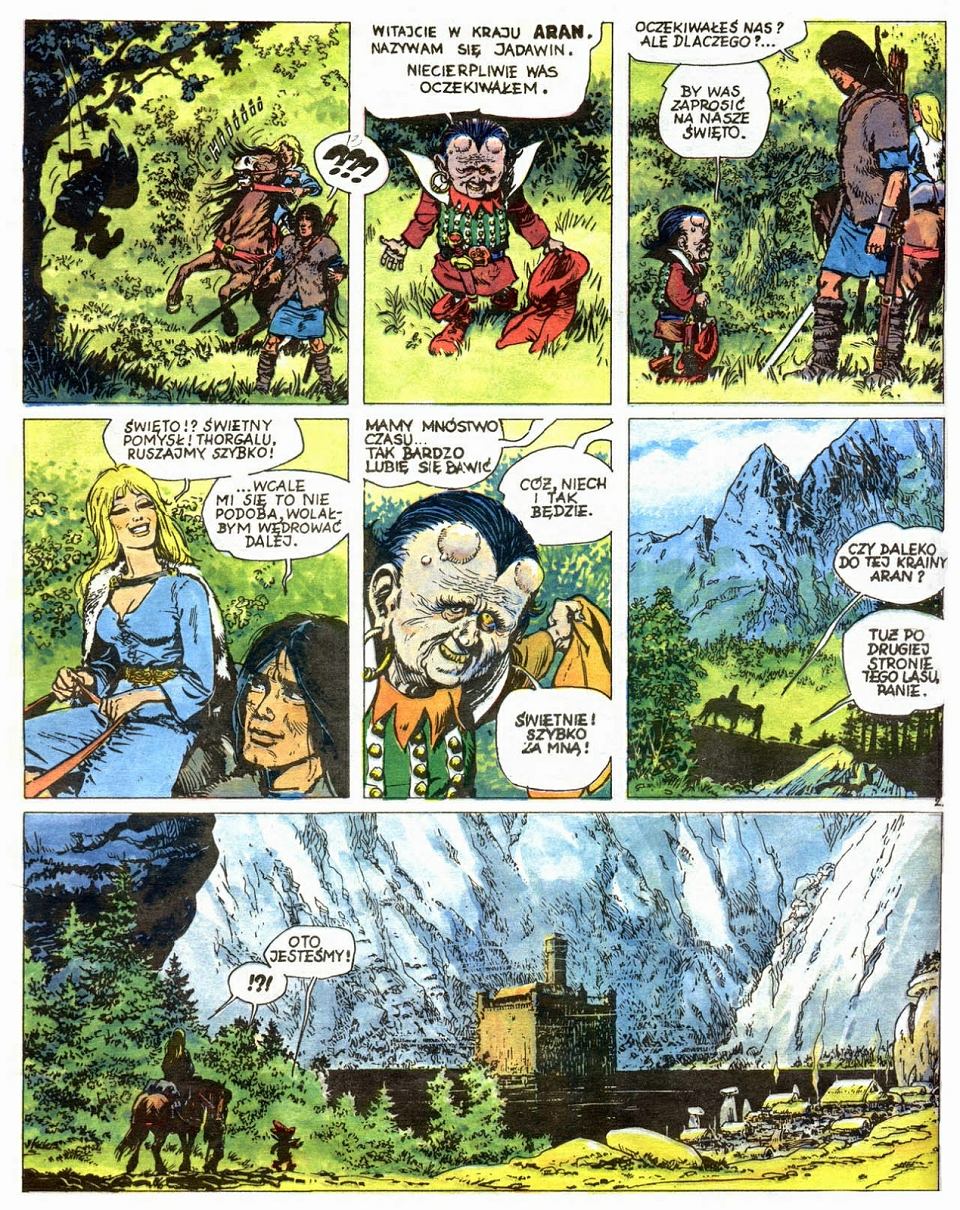 HIIIIIII
???
WITAJCIE W KRAJU ARAN.
NAZYWAM SIĘ JADAWIN.
NIECIERPLIWIE WAS
OCZEKIWAŁEM.
OCZEKIWAŁEŚ NAS?
ALE DLACZEGO?...
BY WAS
ZAPROSIĆ
NA NASZE
ŚWIĘTO.
ŚWIĘTO!? ŚWIETNY
POMYSŁ! THORGALU,
RUSZAJMY SZYBKO!
...WCALE
MI SIĘ TO NIE
PODOBA, WOLAŁ-
BYM WĘDROWAĆ
DALEJ.
MAMY MNÓSTWO
CZASU...
TAK BARDZO
LUBIĘ SIĘ BAWIĆ
CÓŻ, NIECH
I TAK
BĘDZIE.
ŚWIETNIE!
SZYBKO
ZA MNĄ!
CZY DALEKO
DO TEJ KRAINY
ARAN?
TUŻ PO
DRUGIEJ
STRONIE
TEGO LASU,
PANIE.
2
!?!
OTO
JESTEŚMY!